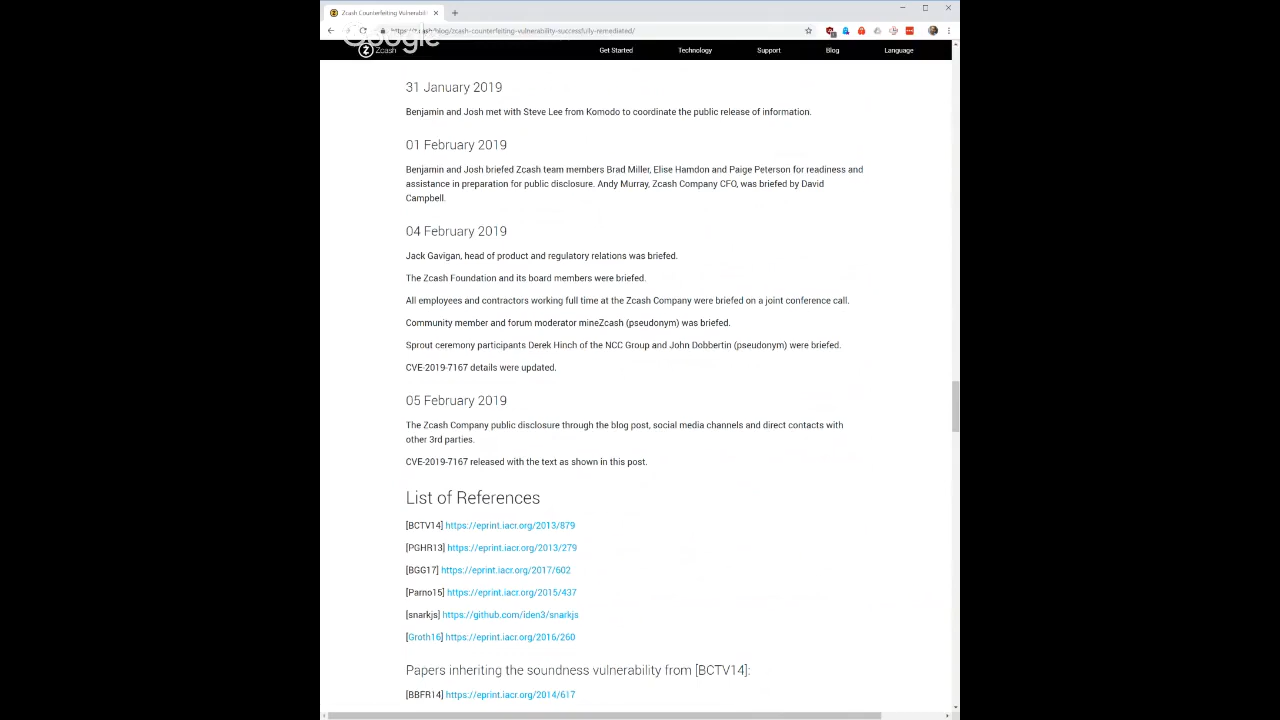 Zcash Counterfeiting Vulnerabili
https://z.cash/blog/zcash-counterfeiting-vulnerability-successfully-remediated/
Google
Zcash
Get Started
Technology
Support
Blog
Language
31 January 2019
Benjamin and Josh met with Steve Lee from Komodo to coordinate the public release of information.
01 February 2019
Benjamin and Josh briefed Zcash team members Brad Miller, Elise Hamdon and Paige Peterson for readiness and
assistance in preparation for public disclosure. Andy Murray, Zcash Company CFO, was briefed by David
Campbell.
04 February 2019
Jack Gavigan, head of product and regulatory relations was briefed.
The Zcash Foundation and its board members were briefed.
All employees and contractors working full time at the Zcash Company were briefed on a joint conference call.
Community member and forum moderator mineZcash (pseudonym) was briefed.
Sprout ceremony participants Derek Hinch of the NCC Group and John Dobbertin (pseudonym) were briefed.
CVE-2019-7167 details were updated.
05 February 2019
The Zcash Company public disclosure through the blog post, social media channels and direct contacts with
other 3rd parties.
CVE-2019-7167 released with the text as shown in this post.
List of References
[BCTV14] https://eprint.iacr.org/2013/879
[PGHR13] https://eprint.iacr.org/2013/279
[BGG17] https://eprint.iacr.org/2017/602
[Parno15] https://eprint.iacr.org/2015/437
[snarkjs] https://github.com/iden3/snarkjs
[Groth16] https://eprint.iacr.org/2016/260
Papers inheriting the soundness vulnerability from [BCTV14]:
[BBFR14] https://eprint.iacr.org/2014/617